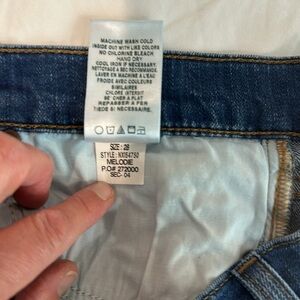 MACHINE WASH COLD
INSIDE OUT WITH LIKE COLORS
NO CHLORINE BLEACH
HANG DRY
COOL IRON IF NECESSARY.
NETTOYAGE A SEC RECOMMANDE.
LAVER EN MACHINE A L'EAU
FROIDE AVEC COULEURS
SIMILAIRES
CHLORE INTERDIT
REPASSER A FER
TIEDE SI NECESSAIRE.
SIZE: 28
MELODIE
P.O# 272000
SEC- 04